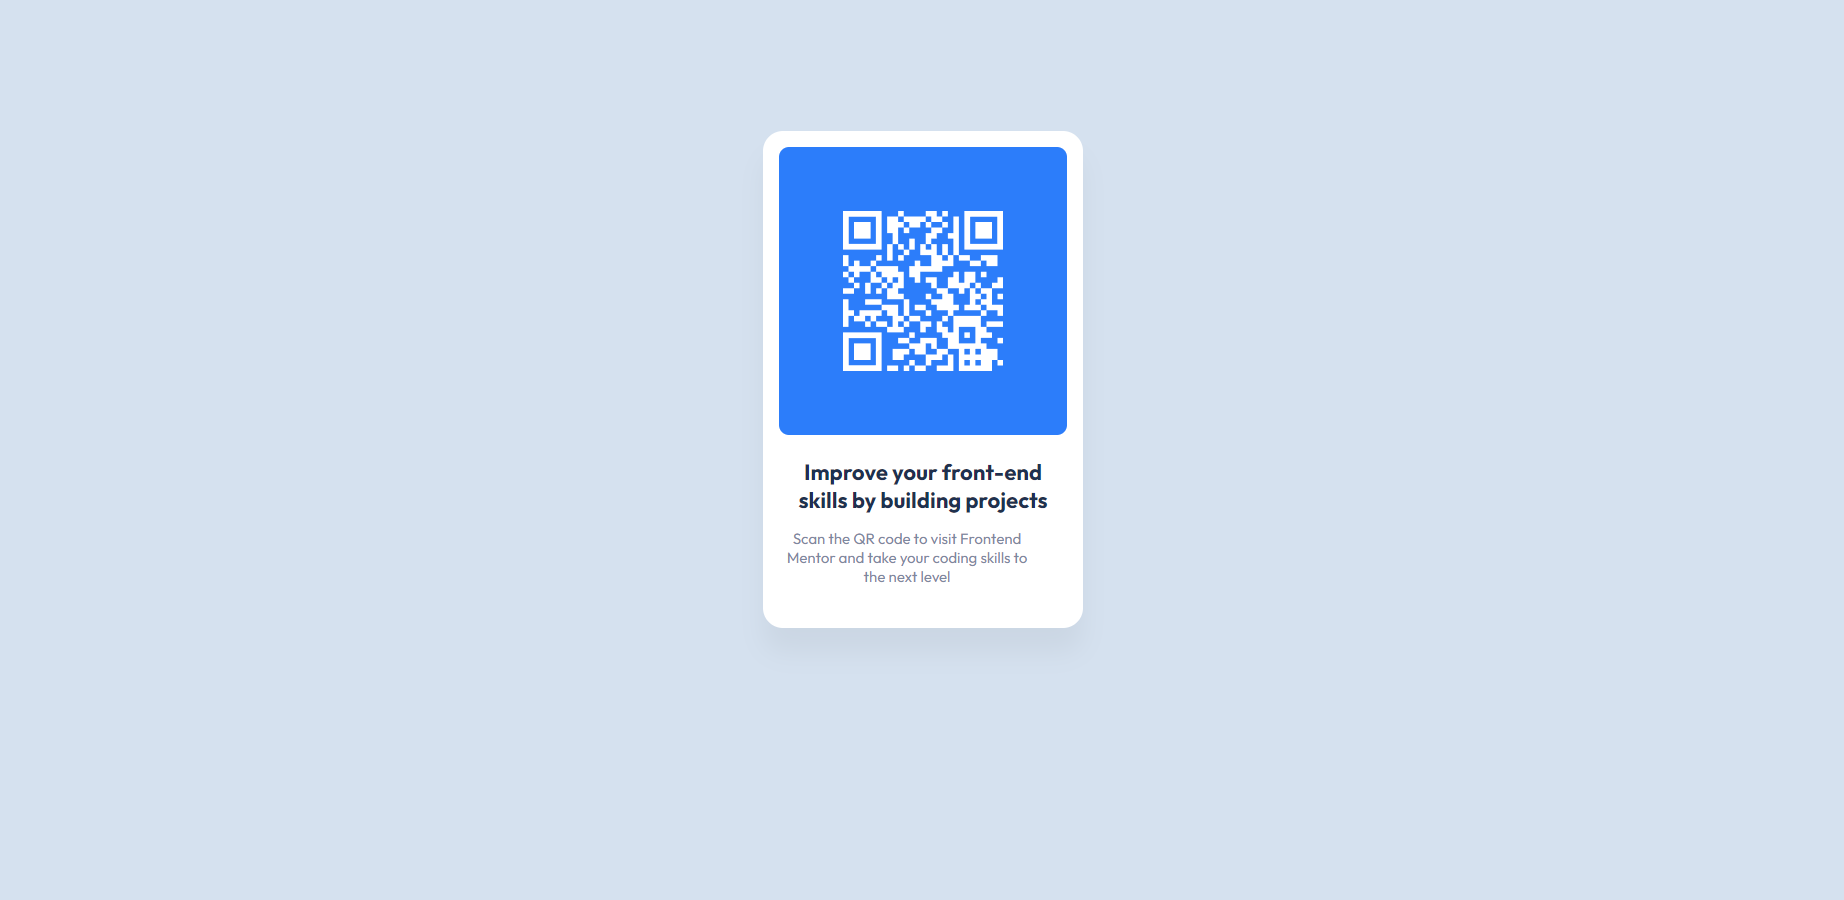 Improve your front-end
skills by building projects
Scan the QR code to visit Frontend
Mentor and take your coding skills to
the next level